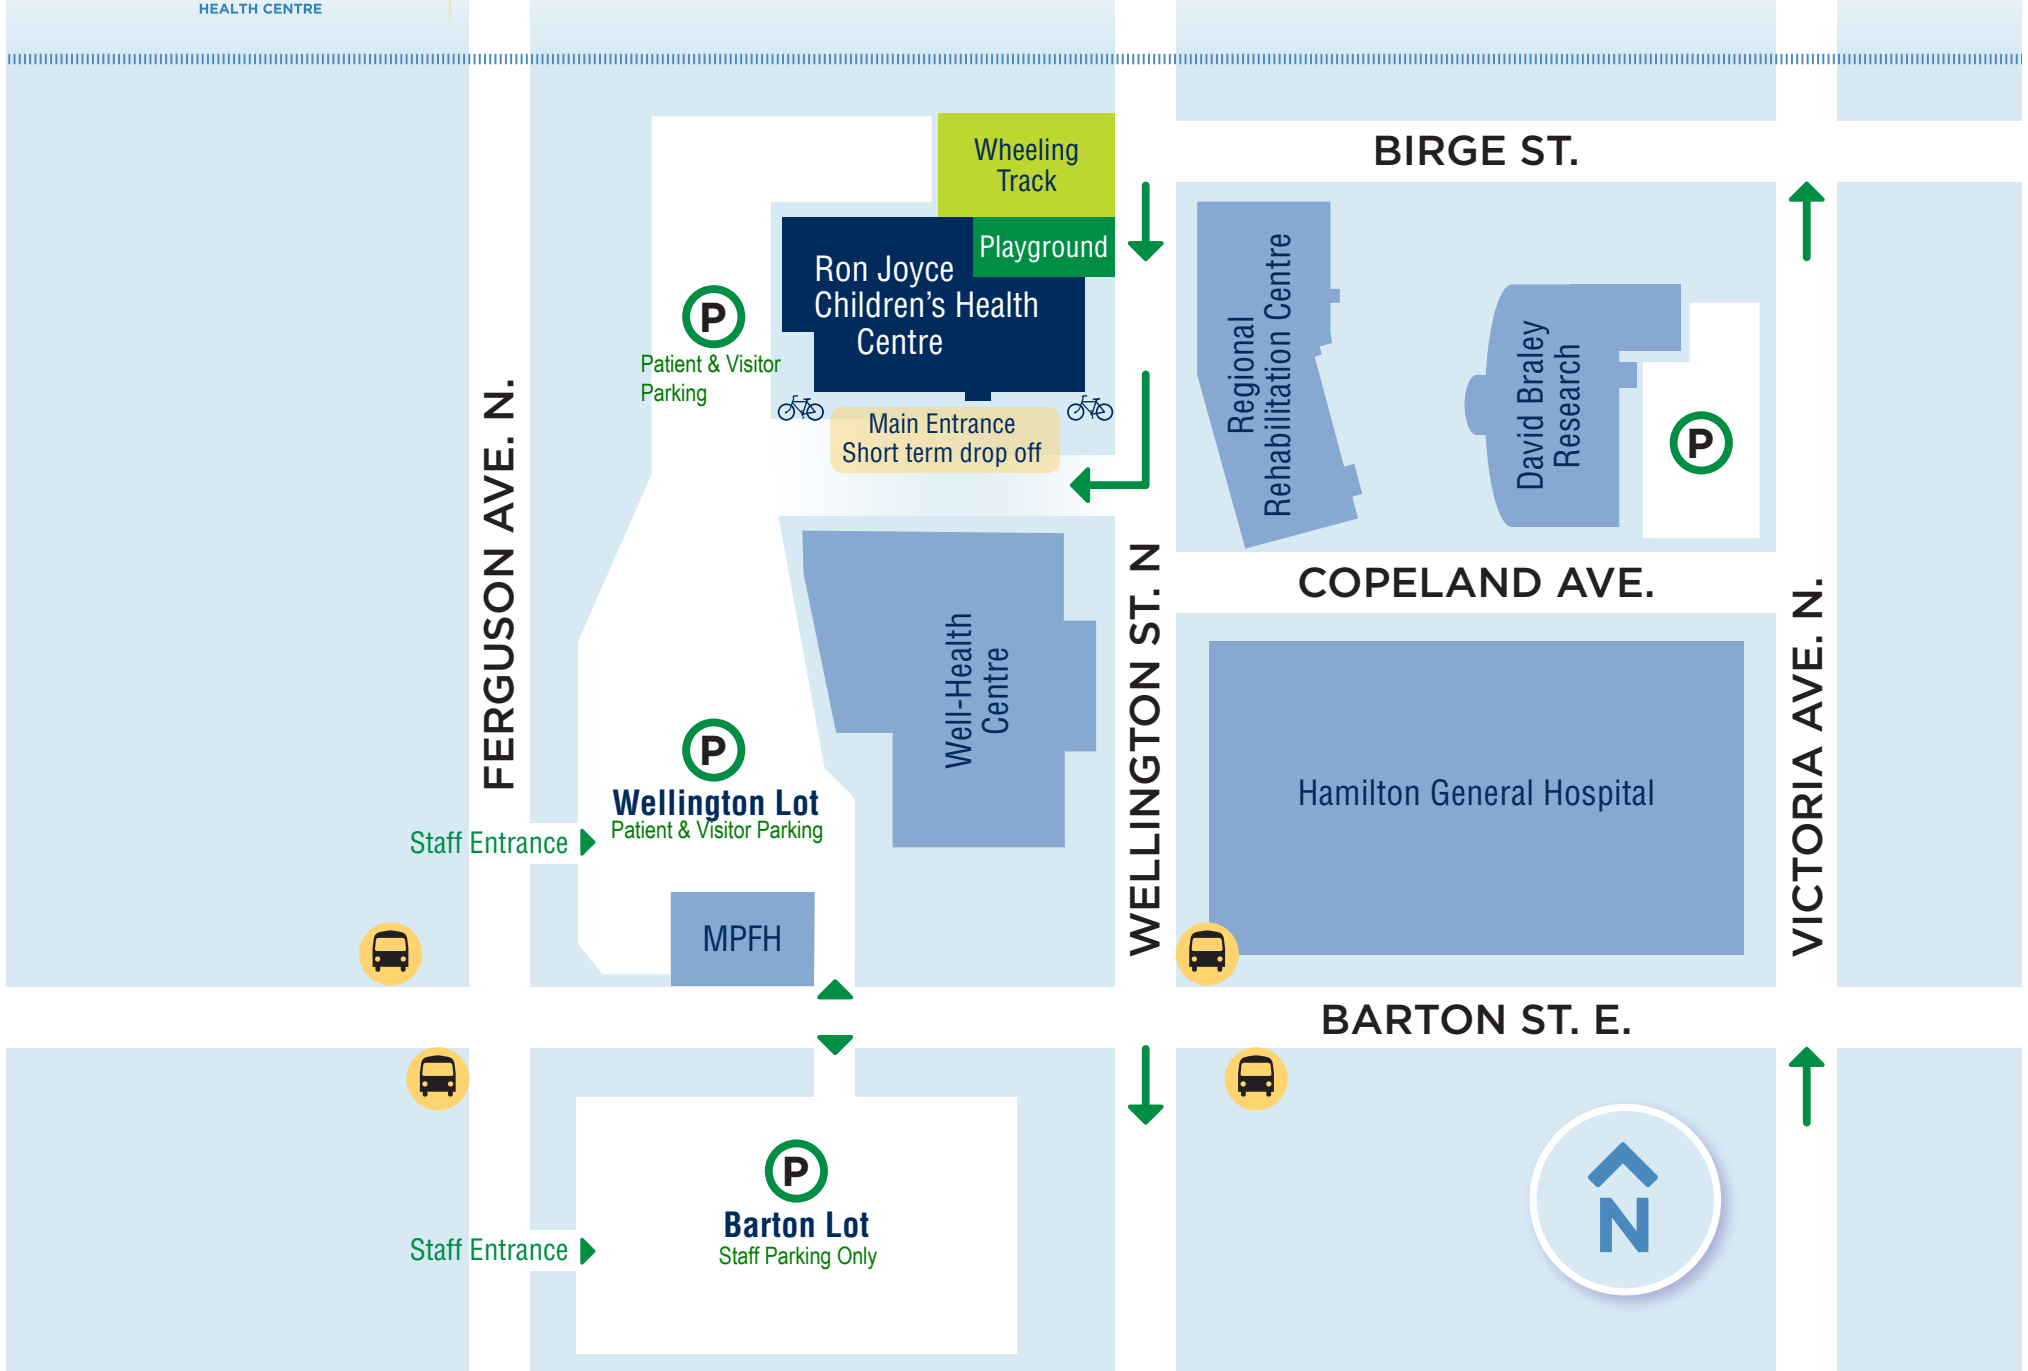 HEALTH CENTRE
Wheeling
Track
BIRGE ST.
Playground
Ron Joyce
Children's Health
Centre
P
Patient & Visitor
Parking
Main Entrance
Short term drop off
Regional
Rehabilitation Centre
David Braley
Research
P
FERGUSON AVE. N.
WELLINGTON ST. N
COPELAND AVE.
VICTORIA AVE. N.
Well-Health
Centre
P
Wellington Lot
Patient & Visitor Parking
Hamilton General Hospital
Staff Entrance
MPFH
BARTON ST. E.
P
Barton Lot
Staff Parking Only
Staff Entrance
N